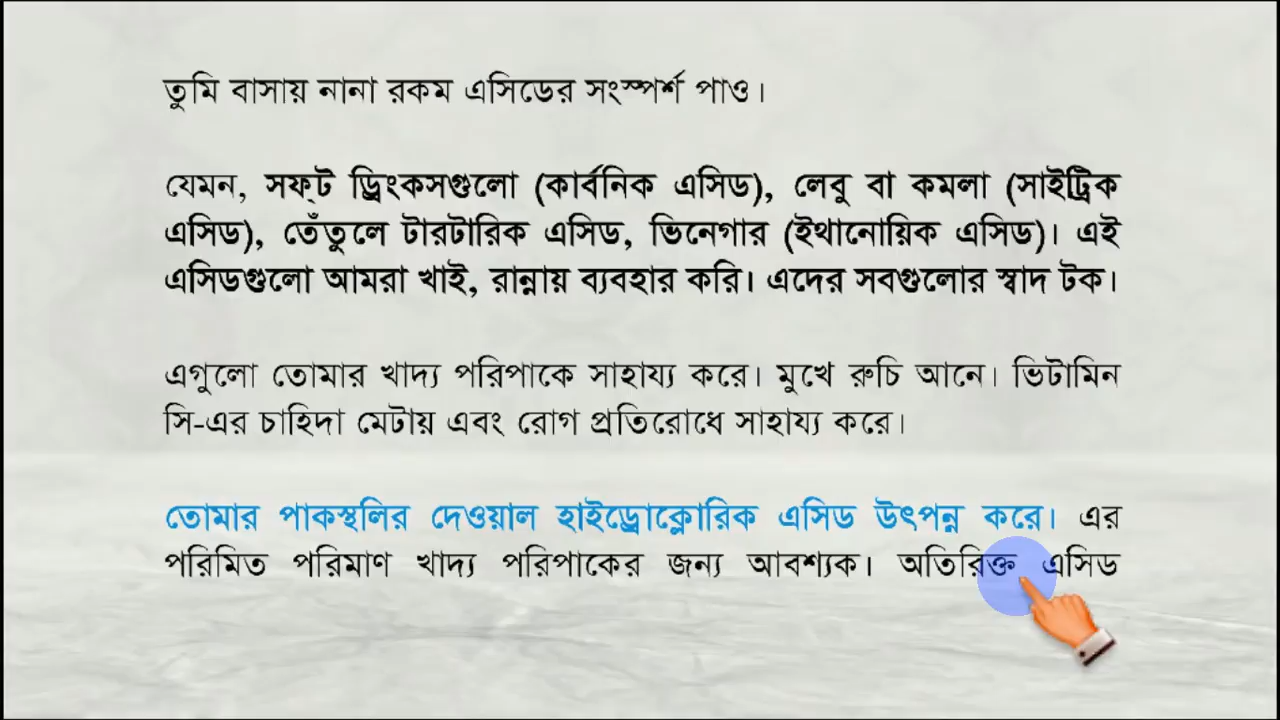 তুমি বাসায় নানা রকম এসিডের সংস্পর্শ পাও।
যেমন, সফ্‌ট ড্রিংকসগুলো (কার্বনিক এসিড), লেবু বা কমলা (সাইট্রিক
এসিড), তেঁতুলে টারটারিক এসিড, ভিনেগার (ইথানোয়িক এসিড)। এই
এসিডগুলো আমরা খাই, রান্নায় ব্যবহার করি। এদের সবগুলোর স্বাদ টক।
এগুলো তোমার খাদ্য পরিপাকে সাহায্য করে। মুখে রুচি আনে। ভিটামিন
সি-এর চাহিদা মেটায় এবং রোগ প্রতিরোধে সাহায্য করে।
তোমার পাকস্থলির দেওয়াল হাইড্রোক্লোরিক এসিড উৎপন্ন করে। এর
পরিমিত পরিমাণ খাদ্য পরিপাকের জন্য আবশ্যক। অতিরিক্ত এসিড